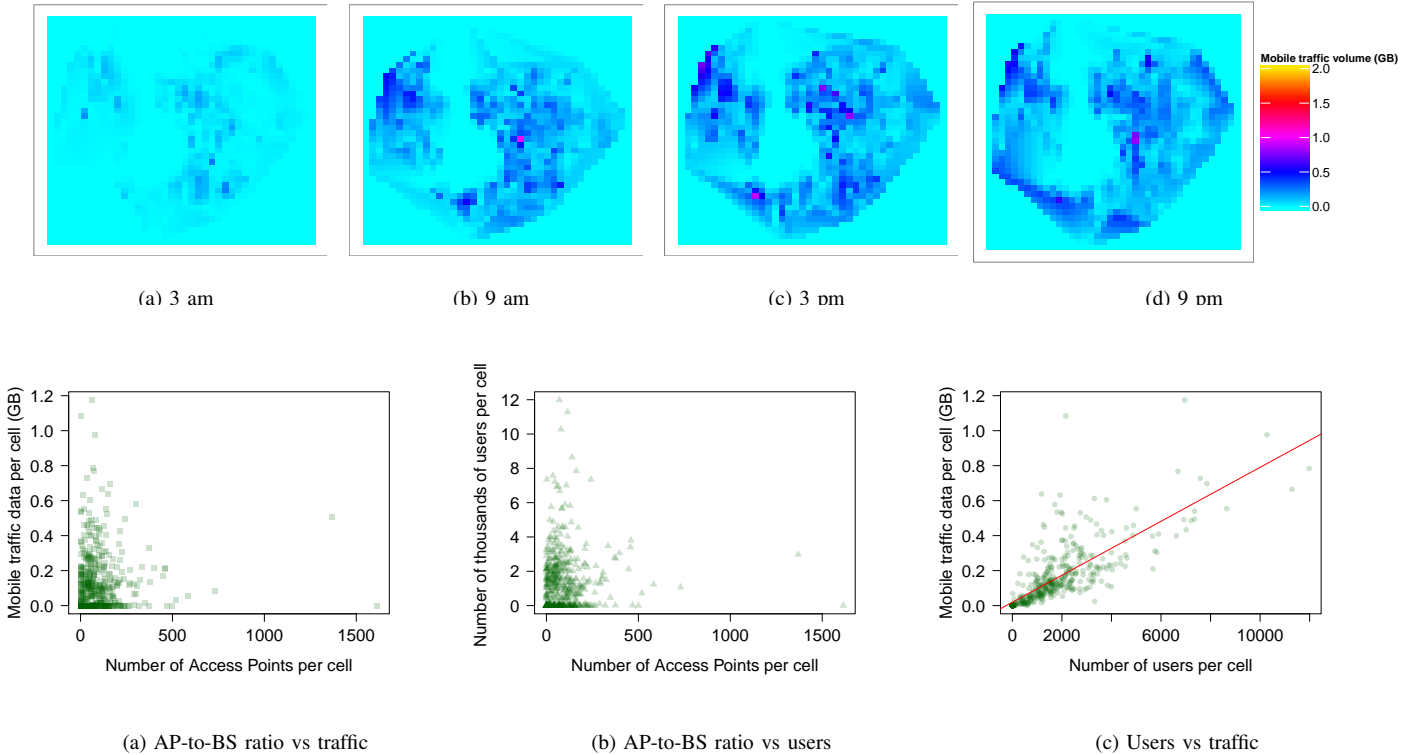 Mobile traffic volume (GB)
2.0
1.5
1.0
0.5
0.0
(a) 3 am
(b) 9 am
(c) 3 pm
(d) 9 pm
Mobile traffic data per cell (GB)
1.2
1.0
0.8
0.6
0.4
0.2
0.0
0 500 1000 1500
Number of Access Points per cell
(a) AP-to-BS ratio vs traffic
Number of thousands of users per cell
12
10
8
6
4
2
0
0 500 1000 1500
Number of Access Points per cell
(b) AP-to-BS ratio vs users
Mobile traffic data per cell (GB)
1.2
1.0
0.8
0.6
0.4
0.2
0.0
0 2000 6000 10000
Number of users per cell
(c) Users vs traffic